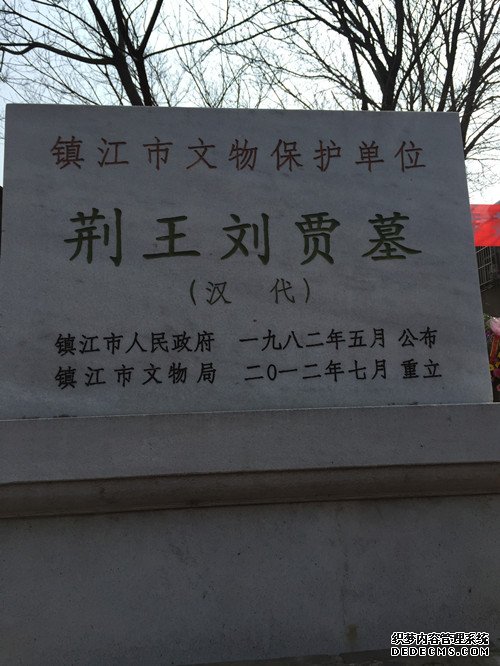 镇江市文物保护单位
荆王刘贾墓
(汉 代)
镇江市人民政府 一九八二年五月 公布
镇江市文物局 二0一二年七月 重立
织梦内容管理系统
DEDECMS.COM